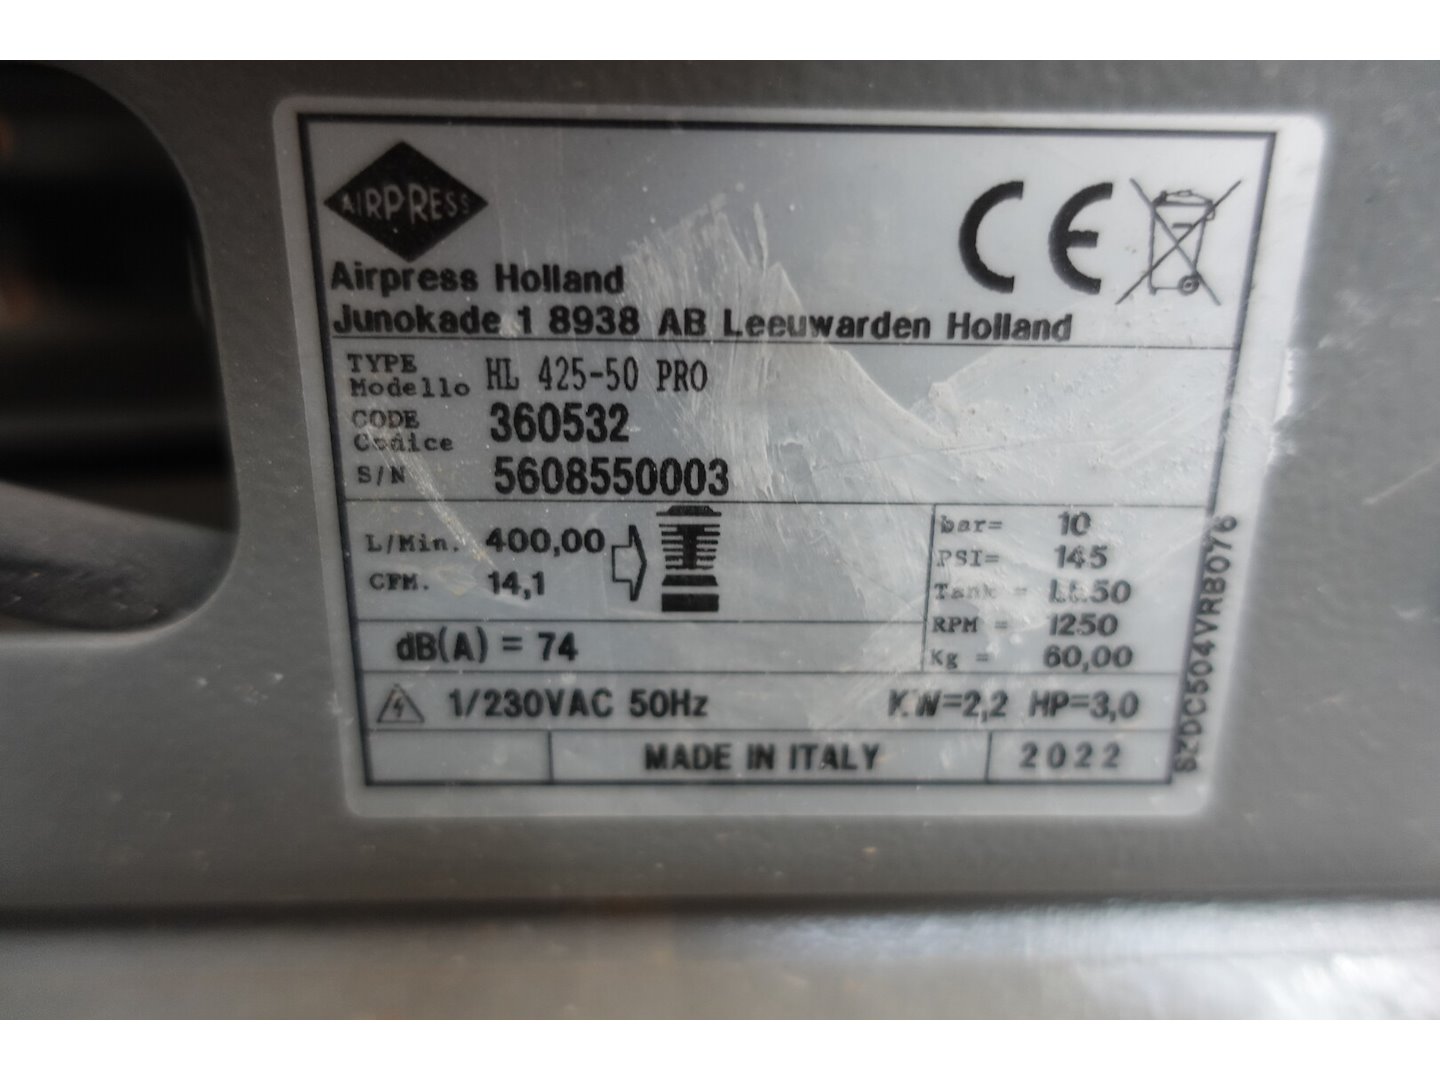 AIRPRESS
CE
Airpress Holland
Junokade 1 8938 AB Leeuwarden Holland
TYPE
Modello HL 425-50 PRO
CODE
Codice 360532
S/N 5608550003
L/Min. 400,00
CFM. 14,1
dB(A) = 74
bar= 10
PSI= 145
Tank = Lt.50
RPM = 1250
Kg = 60,00
1/230VAC 50Hz KW=2,2 HP=3,0
MADE IN ITALY 2022
SZDC504VRB076